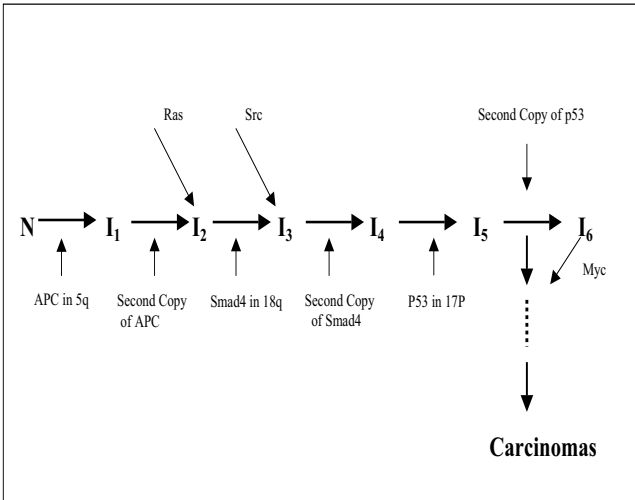 Ras
Src
Second Copy of p53
N I₁ I₂ I₃ I₄ I₅ I₆
Myc
APC in 5q
Second Copy
of APC
Smad4 in 18q
Second Copy
of Smad4
P53 in 17P
Carcinomas